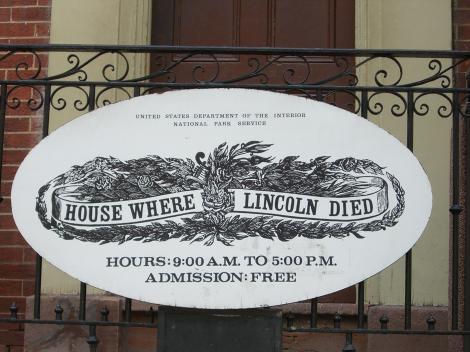 UNITED STATES DEPARTMENT OF THE INTERIOR
NATIONAL PARK SERVICE
HOUSE WHERE LINCOLN DIED
HOURS: 9:00 A.M. TO 5:00 P.M.
ADMISSION: FREE